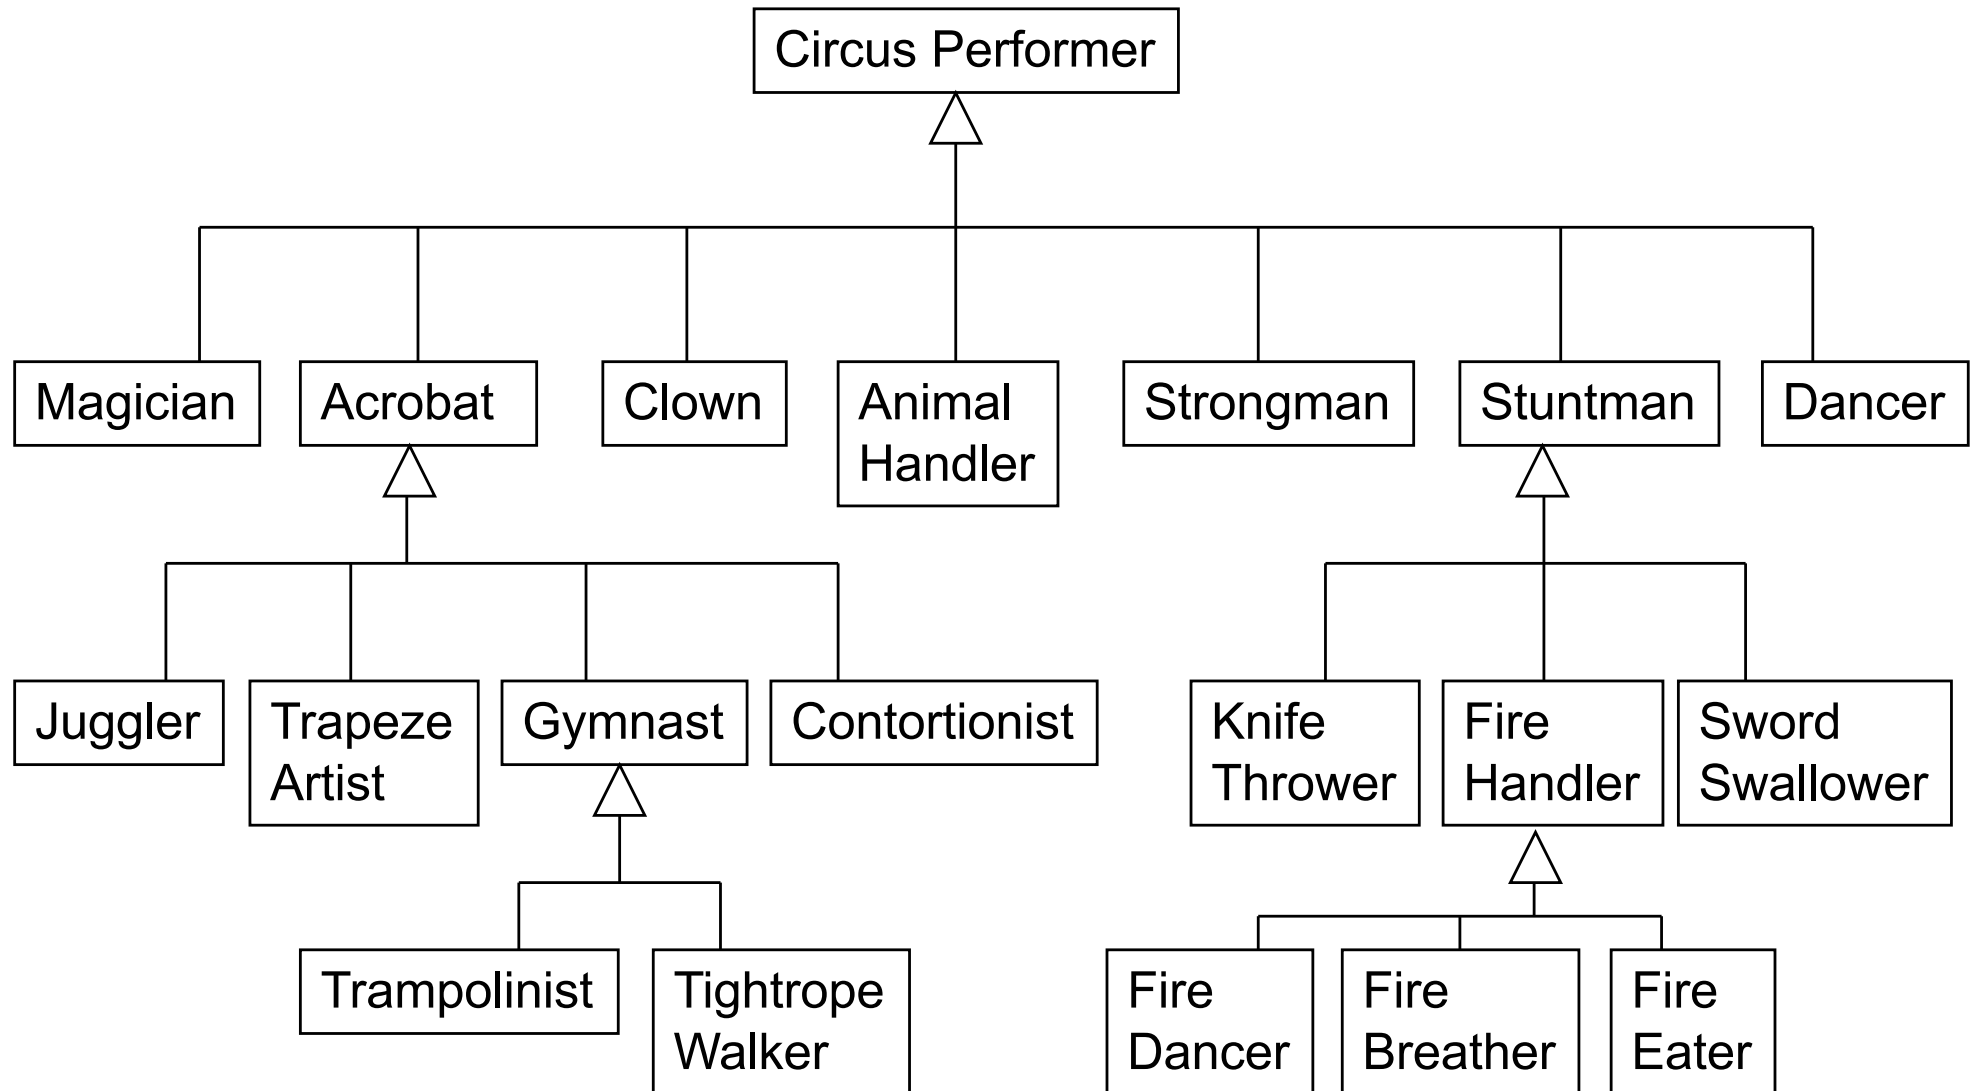 Circus Performer
Magician
Acrobat
Clown
Animal
Handler
Strongman
Stuntman
Dancer
Juggler
Trapeze
Artist
Gymnast
Contortionist
Knife
Thrower
Fire
Handler
Sword
Swallower
Trampolinist
Tightrope
Walker
Fire
Dancer
Fire
Breather
Fire
Eater